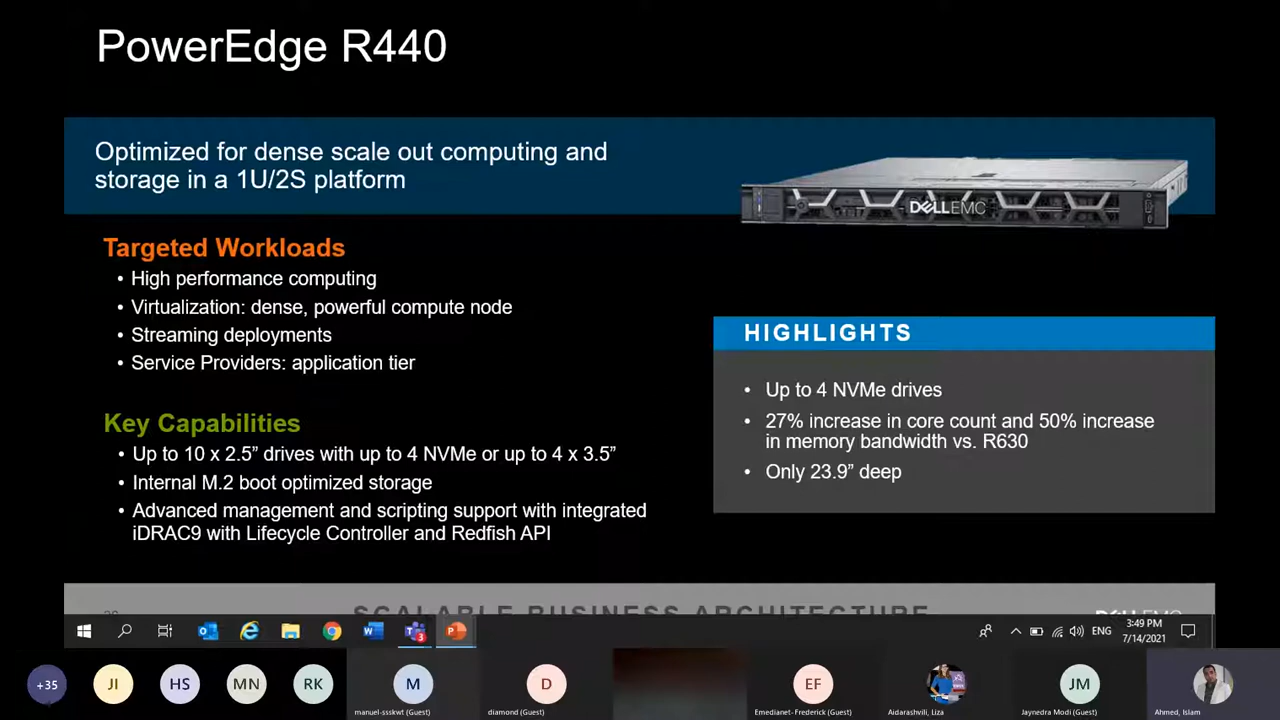 PowerEdge R440
Optimized for dense scale out computing and
storage in a 1U/2S platform
DELLEMC
Targeted Workloads
• High performance computing
• Virtualization: dense, powerful compute node
• Streaming deployments
• Service Providers: application tier
HIGHLIGHTS
• Up to 4 NVMe drives
• 27% increase in core count and 50% increase
in memory bandwidth vs. R630
• Only 23.9” deep
Key Capabilities
• Up to 10 x 2.5” drives with up to 4 NVMe or up to 4 x 3.5”
• Internal M.2 boot optimized storage
• Advanced management and scripting support with integrated
iDRAC9 with Lifecycle Controller and Redfish API
SCALABLE BUSINESS ARCHITECTURE
DELLEMC
3
ENG
3:49 PM
7/14/2021
+35
JI
HS
MN
RK
M
manuel-ssskwt (Guest)
D
diamond (Guest)
EF
Emedianet- Frederick (Guest)
Aidarashvili, Liza
JM
Jaynedra Modi (Guest)
Ahmed, Islam